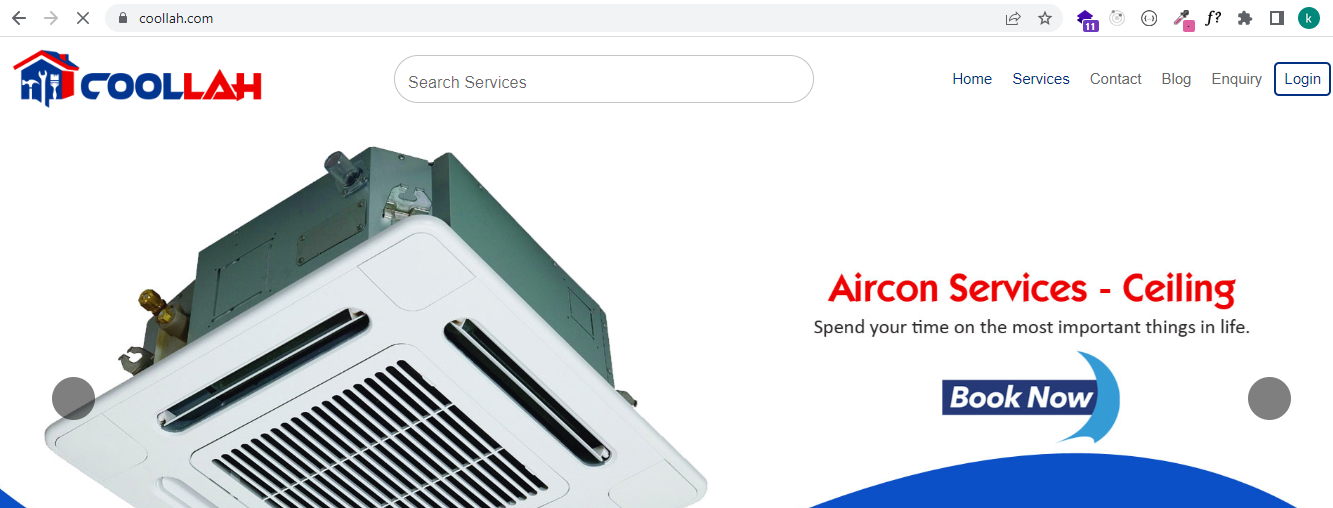 coollah.com
11
f?
k
COOLLAH
Search Services
Home Services Contact Blog Enquiry Login
Aircon Services - Ceiling
Spend your time on the most important things in life.
Book Now